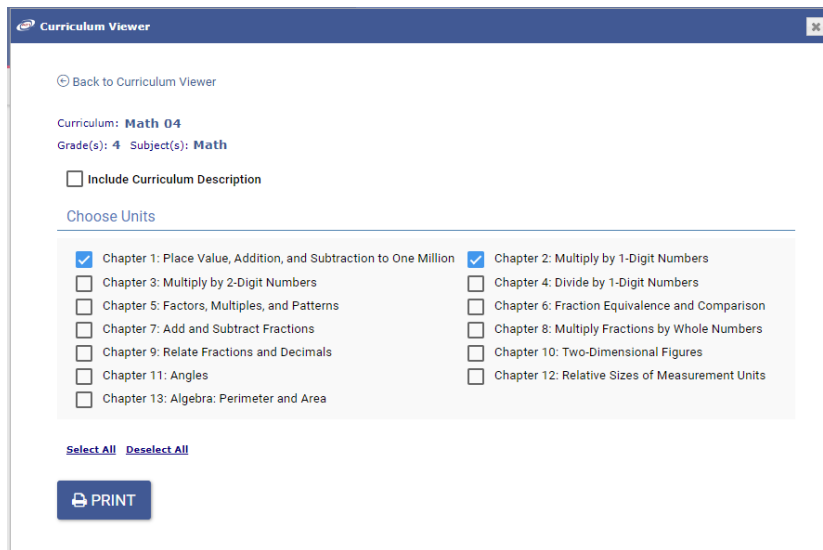 Curriculum Viewer
Back to Curriculum Viewer
Curriculum: Math 04
Grade(s): 4 Subject(s): Math
Include Curriculum Description
Choose Units
Chapter 1: Place Value, Addition, and Subtraction to One Million Chapter 2: Multiply by 1-Digit Numbers
Chapter 3: Multiply by 2-Digit Numbers Chapter 4: Divide by 1-Digit Numbers
Chapter 5: Factors, Multiples, and Patterns Chapter 6: Fraction Equivalence and Comparison
Chapter 7: Add and Subtract Fractions Chapter 8: Multiply Fractions by Whole Numbers
Chapter 9: Relate Fractions and Decimals Chapter 10: Two-Dimensional Figures
Chapter 11: Angles Chapter 12: Relative Sizes of Measurement Units
Chapter 13: Algebra: Perimeter and Area
Select All Deselect All
PRINT